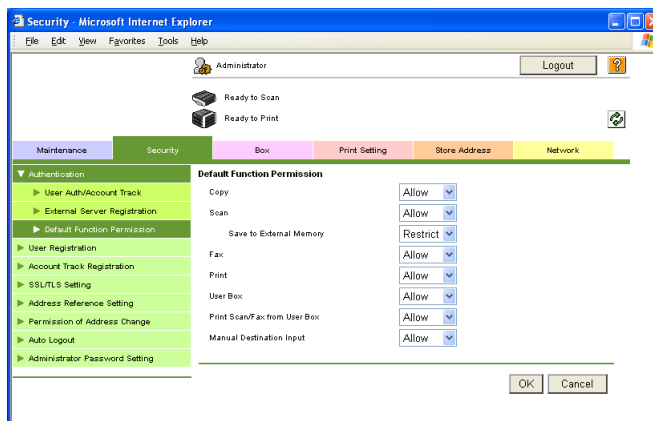 Security - Microsoft Internet Explorer
File Edit View Favorites Tools Help
Administrator
Logout
?
Ready to Scan
Ready to Print
Maintenance Security Box Print Setting Store Address Network
Authentication
User Auth/Account Track
External Server Registration
Default Function Permission
User Registration
Account Track Registration
SSL/TLS Setting
Address Reference Setting
Permission of Address Change
Auto Logout
Administrator Password Setting
Default Function Permission
Copy Allow
Scan Allow
Save to External Memory Restrict
Fax Allow
Print Allow
User Box Allow
Print Scan/Fax from User Box Allow
Manual Destination Input Allow
OK Cancel